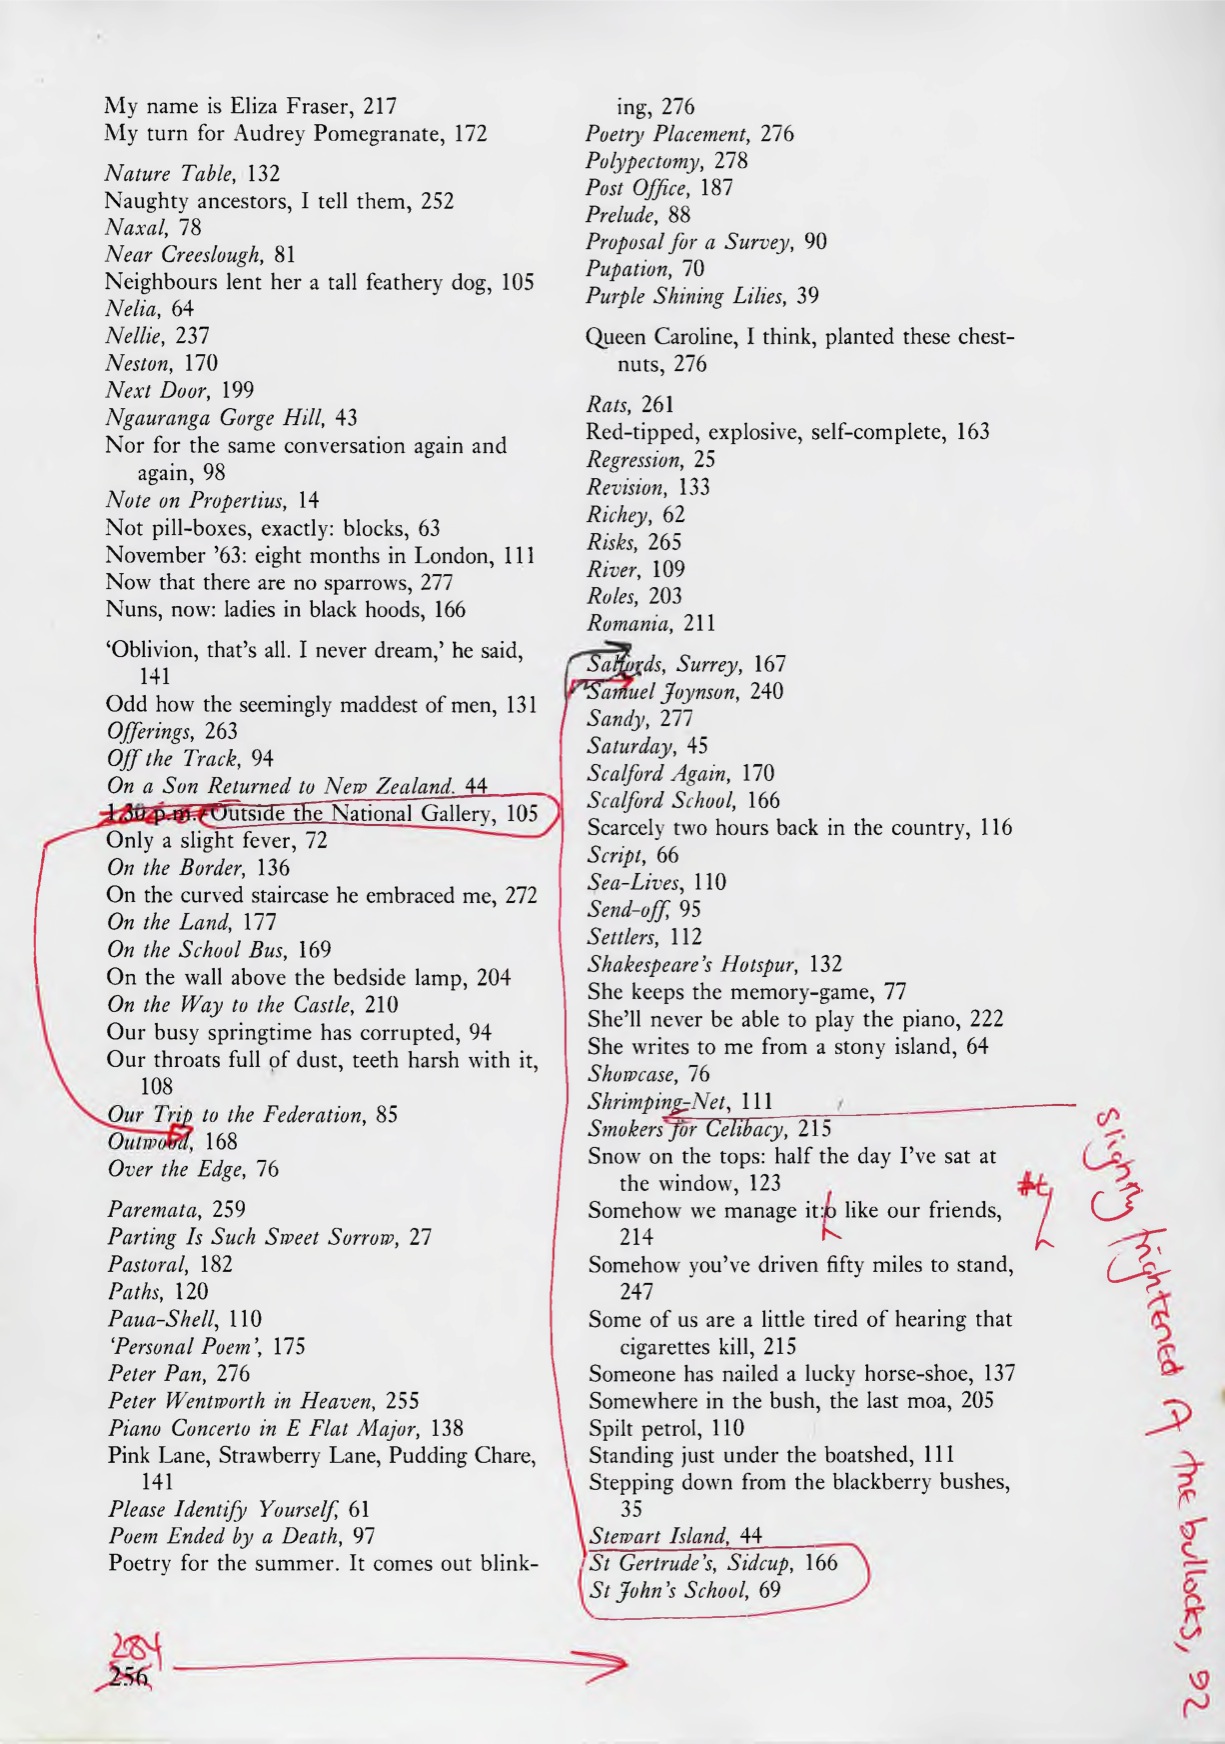 My name is Eliza Fraser, 217
My turn for Audrey Pomegranate, 172
Nature Table, 132
Naughty ancestors, I tell them, 252
Naxal, 78
Near Creeslough, 81
Neighbours lent her a tall feathery dog, 105
Nelia, 64
Nellie, 237
Neston, 170
Next Door, 199
Ngauranga Gorge Hill, 43
Nor for the same conversation again and
again, 98
Note on Propertius, 14
Not pill-boxes, exactly: blocks, 63
November ’63: eight months in London, 111
Now that there are no sparrows, 277
Nuns, now: ladies in black hoods, 166
‘Oblivion, that’s all. I never dream,’ he said,
141
Odd how the seemingly maddest of men, 131
Offerings, 263
Off the Track, 94
On a Son Returned to New Zealand. 44
1.30 p.m. Outside the National Gallery, 105
Only a slight fever, 72
On the Border, 136
On the curved staircase he embraced me, 272
On the Land, 177
On the School Bus, 169
On the wall above the bedside lamp, 204
On the Way to the Castle, 210
Our busy springtime has corrupted, 94
Our throats full of dust, teeth harsh with it,
108
Our Trip to the Federation, 85
Outwood, 168
Over the Edge, 76
Paremata, 259
Parting Is Such Sweet Sorrow, 27
Pastoral, 182
Paths, 120
Paua-Shell, 110
‘Personal Poem’, 175
Peter Pan, 276
Peter Wentworth in Heaven, 255
Piano Concerto in E Flat Major, 138
Pink Lane, Strawberry Lane, Pudding Chare,
141
Please Identify Yourself, 61
Poem Ended by a Death, 97
Poetry for the summer. It comes out blink-
284
256
ing, 276
Poetry Placement, 276
Polypectomy, 278
Post Office, 187
Prelude, 88
Proposal for a Survey, 90
Pupation, 70
Purple Shining Lilies, 39
Queen Caroline, I think, planted these chest-
nuts, 276
Rats, 261
Red-tipped, explosive, self-complete, 163
Regression, 25
Revision, 133
Richey, 62
Risks, 265
River, 109
Roles, 203
Romania, 211
Salfords, Surrey, 167
Samuel Joynson, 240
Sandy, 277
Saturday, 45
Scalford Again, 170
Scalford School, 166
Scarcely two hours back in the country, 116
Script, 66
Sea-Lives, 110
Send-off, 95
Settlers, 112
Shakespeare’s Hotspur, 132
She keeps the memory-game, 77
She’ll never be able to play the piano, 222
She writes to me from a stony island, 64
Showcase, 76
Shrimping-Net, 111
Smokers for Celibacy, 215
Snow on the tops: half the day I’ve sat at
the window, 123
Somehow we manage it: like our friends,
214
Somehow you’ve driven fifty miles to stand,
247
Some of us are a little tired of hearing that
cigarettes kill, 215
Someone has nailed a lucky horse-shoe, 137
Somewhere in the bush, the last moa, 205
Spilt petrol, 110
Standing just under the boatshed, 111
Stepping down from the blackberry bushes,
35
Stewart Island, 44
St Gertrude’s, Sidcup, 166
St John’s School, 69
Slightly frightened of the bullocks, 92